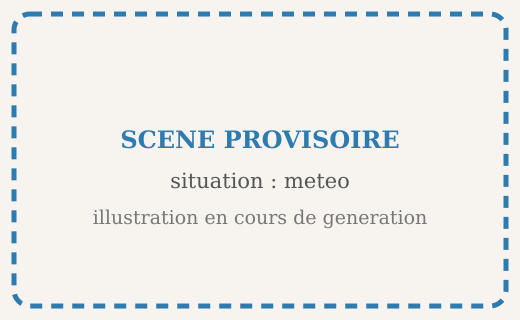 SCENE PROVISOIRE
situation : meteo
illustration en cours de generation